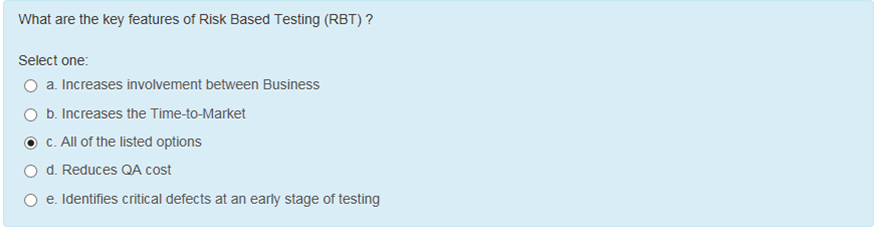 What are the key features of Risk Based Testing (RBT) ?
Select one:
a. Increases involvement between Business
b. Increases the Time-to-Market
c. All of the listed options
d. Reduces QA cost
e. Identifies critical defects at an early stage of testing